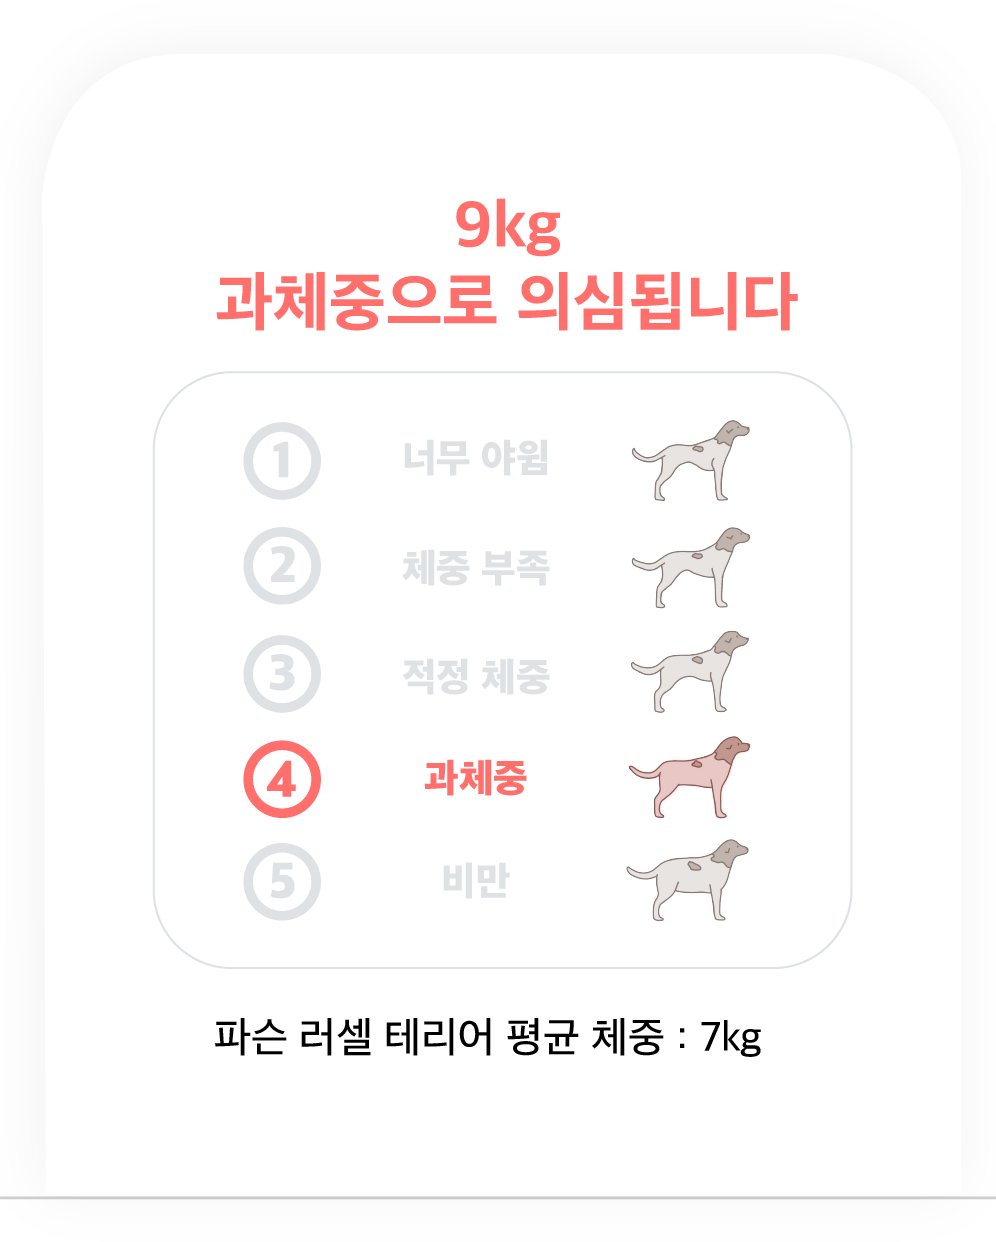 9kg
과체중으로 의심됩니다
1 너무 야윔
2 체중 부족
3 적정 체중
4 과체중
5 비만
파슨 러셀 테리어 평균 체중 : 7kg